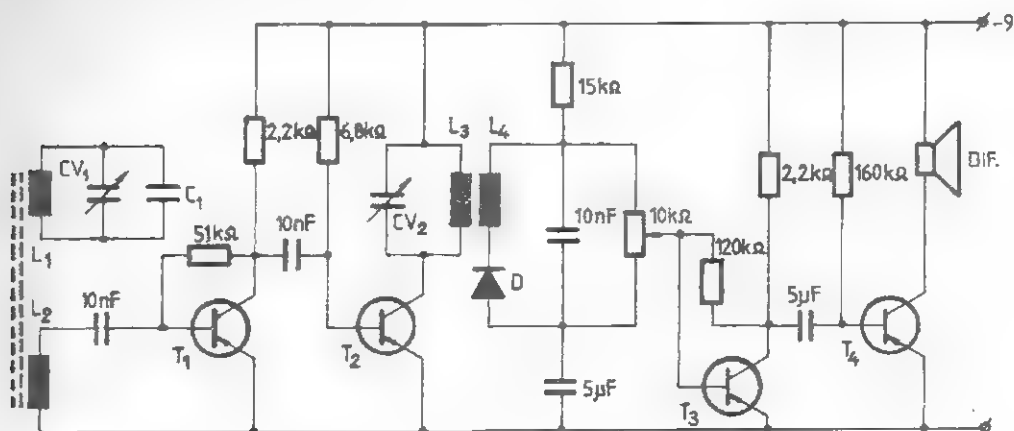 -9
15kΩ
2,2kΩ
6,8kΩ
L3
L4
CV1
C1
CV2
10nF
51kΩ
10nF
10kΩ
2,2kΩ
160kΩ
DIF.
L1
120kΩ
D
L2
10nF
5µF
T1
T2
T4
5µF
T3